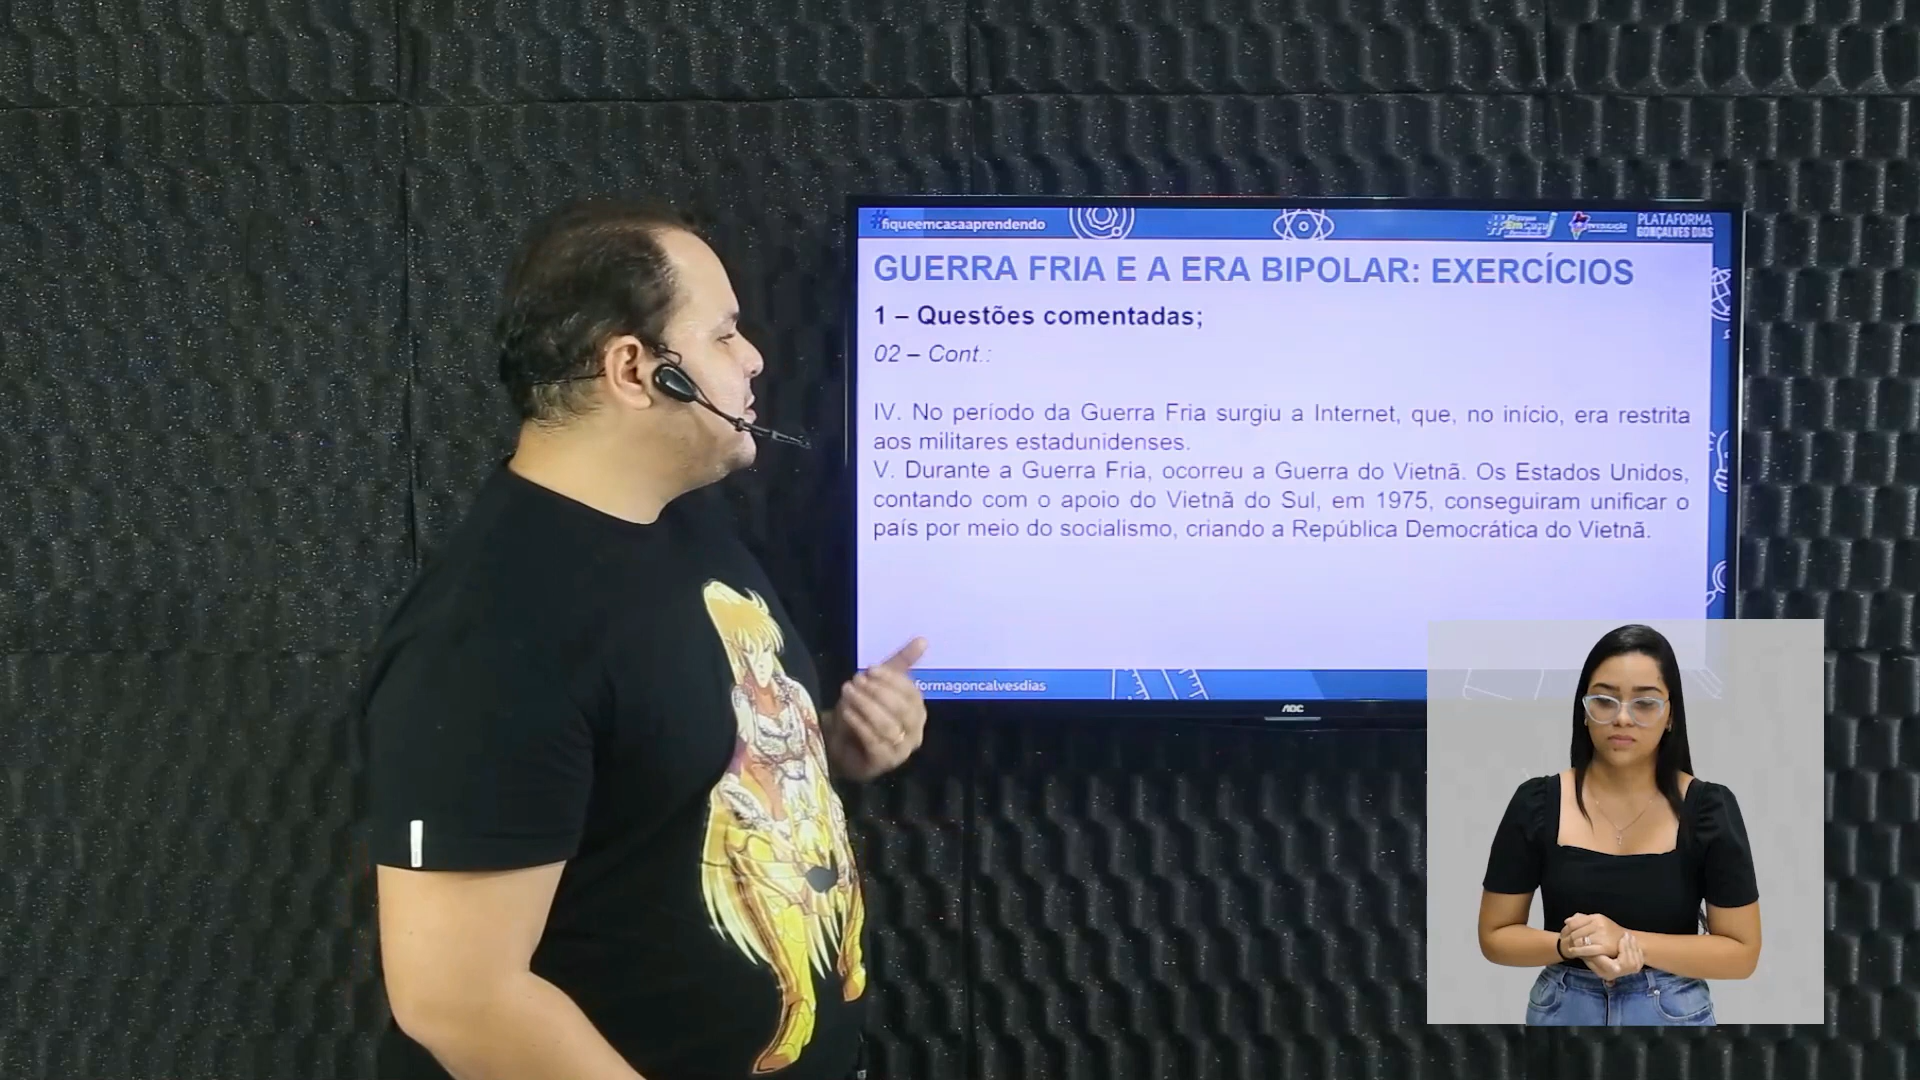 #fiqueemcasaaprendendo
PLATAFORMA
GONÇALVES DIAS
GUERRA FRIA E A ERA BIPOLAR: EXERCÍCIOS
1 – Questões comentadas;
02 – Cont.:
IV. No período da Guerra Fria surgiu a Internet, que, no início, era restrita
aos militares estadunidenses.
V. Durante a Guerra Fria, ocorreu a Guerra do Vietnã. Os Estados Unidos,
contando com o apoio do Vietnã do Sul, em 1975, conseguiram unificar o
país por meio do socialismo, criando a República Democrática do Vietnã.
formagoncalvesdias
AOC